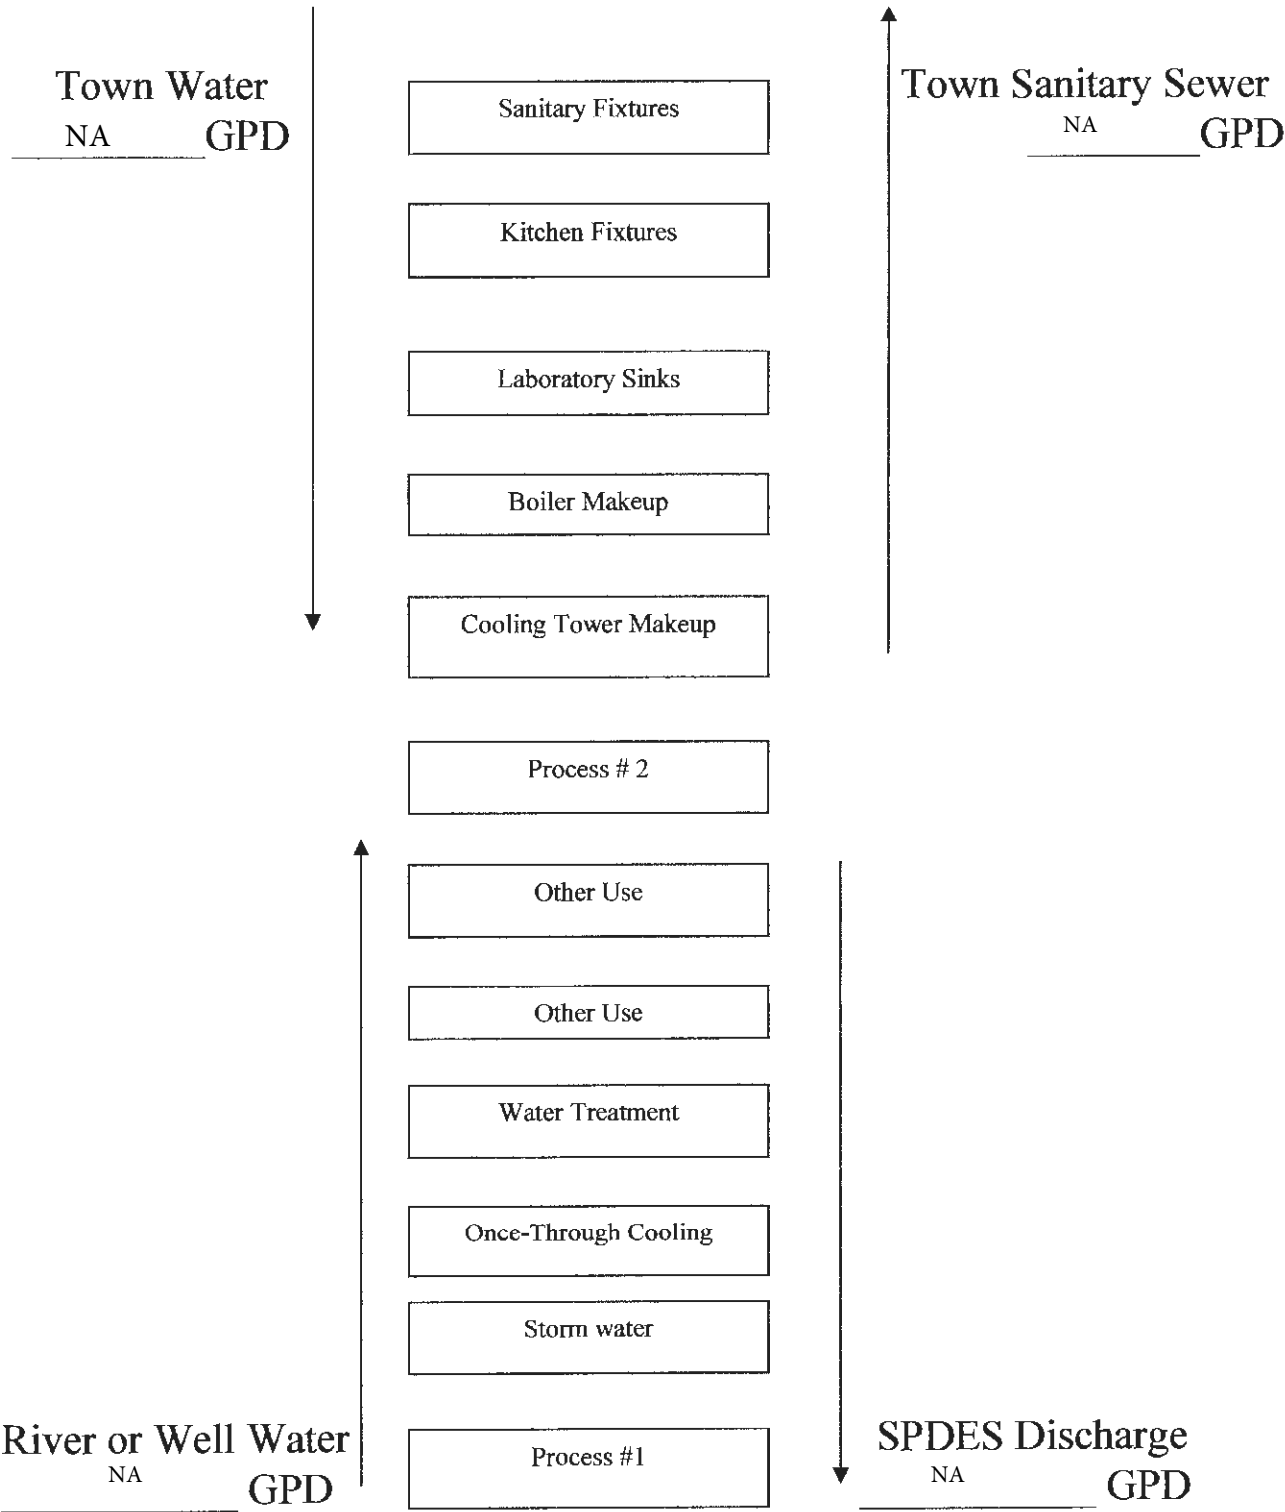 Town Water
NA GPD
Town Sanitary Sewer
NA GPD
Sanitary Fixtures
Kitchen Fixtures
Laboratory Sinks
Boiler Makeup
Cooling Tower Makeup
Process # 2
Other Use
Other Use
Water Treatment
Once-Through Cooling
Storm water
Process #1
River or Well Water
NA GPD
SPDES Discharge
NA GPD